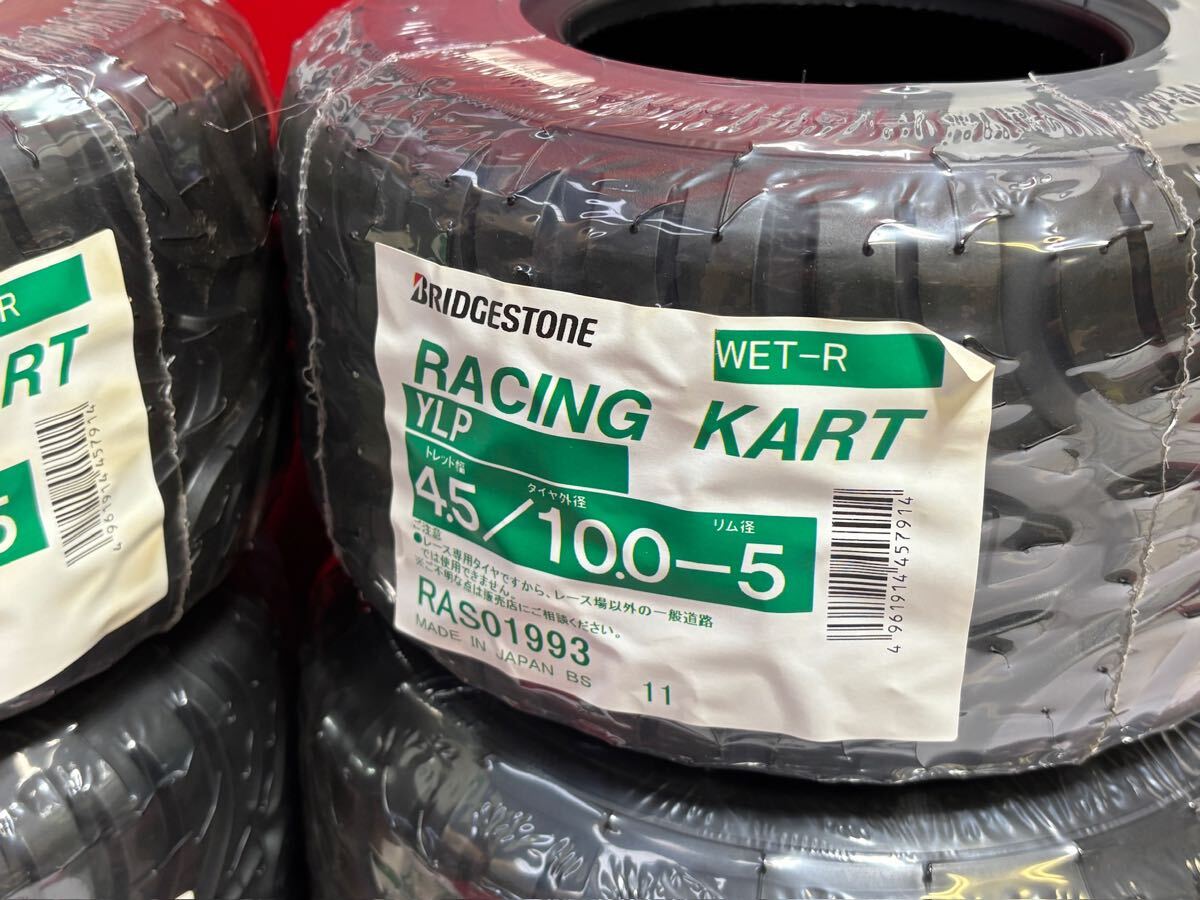 BRIDGESTONE
WET-R
RACING KART
YLP
トレット幅 タイヤ外径 リム径
4.5/10.0-5
ご注意
●レース専用タイヤですから、レース場以外の一般道路
では使用できません。
※ご不明な点は販売店にご相談ください。
RAS01993
MADE IN JAPAN BS 11
4961914457914
R
ART
4961914457914
5